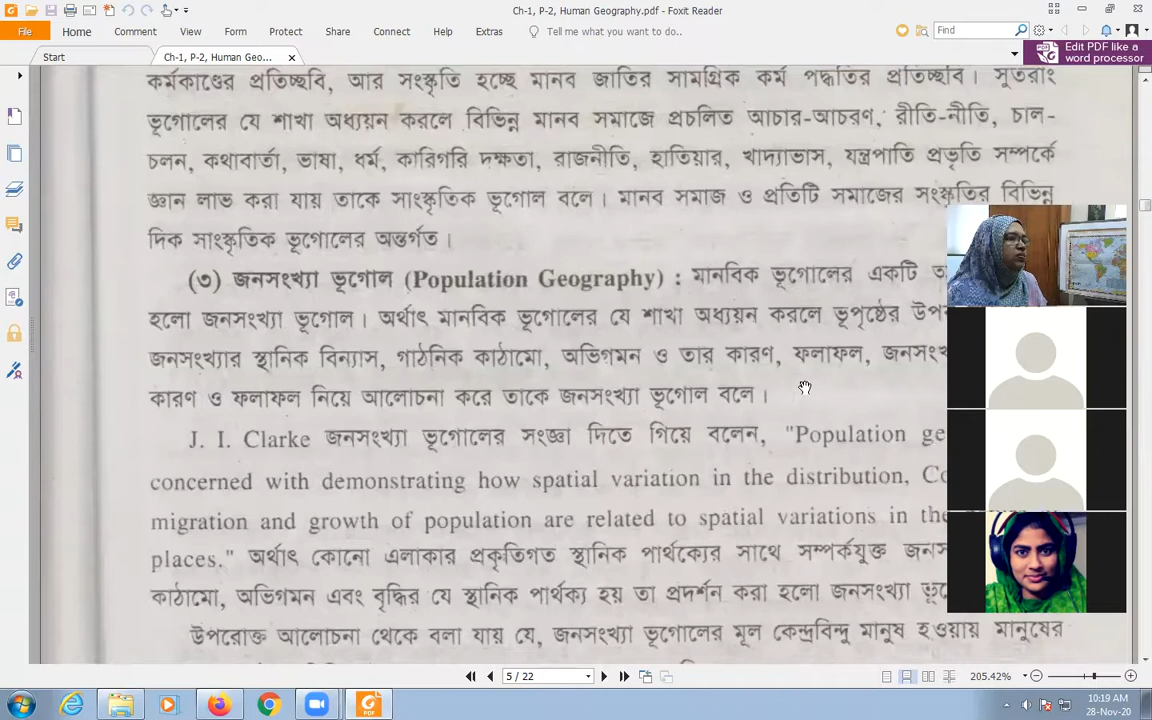 Ch-1, P-2, Human Geography.pdf - Foxit Reader
File Home Comment View Form Protect Share Connect Help Extras Tell me what you want to do.. Find
Start Ch-1, P-2, Human Geo... Edit PDF like a
word processor
কর্মকাণ্ডের প্রতিচ্ছবি, আর সংস্কৃতি হচ্ছে মানব জাতির সামগ্রিক কর্ম পদ্ধতির প্রতিচ্ছবি। সুতরাং
ভূগোলের যে শাখা অধ্যয়ন করলে বিভিন্ন মানব সমাজে প্রচলিত আচার-আচরণ, রীতি-নীতি, চাল-
চলন, কথাবার্তা, ভাষা, ধর্ম, কারিগরি দক্ষতা, রাজনীতি, হাতিয়ার, খাদ্যাভাস, যন্ত্রপাতি প্রভৃতি সম্পর্কে
জ্ঞান লাভ করা যায় তাকে সাংস্কৃতিক ভূগোল বলে। মানব সমাজ ও প্রতিটি সমাজের সংস্কৃতির বিভিন্ন
দিক সাংস্কৃতিক ভূগোলের অন্তর্গত।
(৩) জনসংখ্যা ভূগোল (Population Geography) : মানবিক ভূগোলের একটি
হলো জনসংখ্যা ভূগোল। অর্থাৎ মানবিক ভূগোলের যে শাখা অধ্যয়ন করলে ভূপৃষ্ঠের উপ
জনসংখ্যার স্থানিক বিন্যাস, গাঠনিক কাঠামো, অভিগমন ও তার কারণ, ফলাফল,
কারণ ও ফলাফল নিয়ে আলোচনা করে তাকে জনসংখ্যা ভূগোল বলে।
J. I. Clarke জনসংখ্যা ভূগোলের সংজ্ঞা দিতে গিয়ে বলেন, "Population ge
concerned with demonstrating how spatial variation in the distribution, Co
migration and growth of population are related to spatial variations in the
places." অর্থাৎ কোনো এলাকার প্রকৃতিগত স্থানিক পার্থক্যের সাথে সম্পর্কযুক্ত জনস
কাঠামো, অভিগমন এবং বৃদ্ধির যে স্থানিক পার্থক্য হয় তা প্রদর্শন করা হলো জনসংখ্যা
উপরোক্ত আলোচনা থেকে বলা যায় যে, জনসংখ্যা ভূগোলের মূল কেন্দ্রবিন্দু মানুষ হওয়ায় মানুষের
5 / 22 205.42%
10:19 AM
28-Nov-20